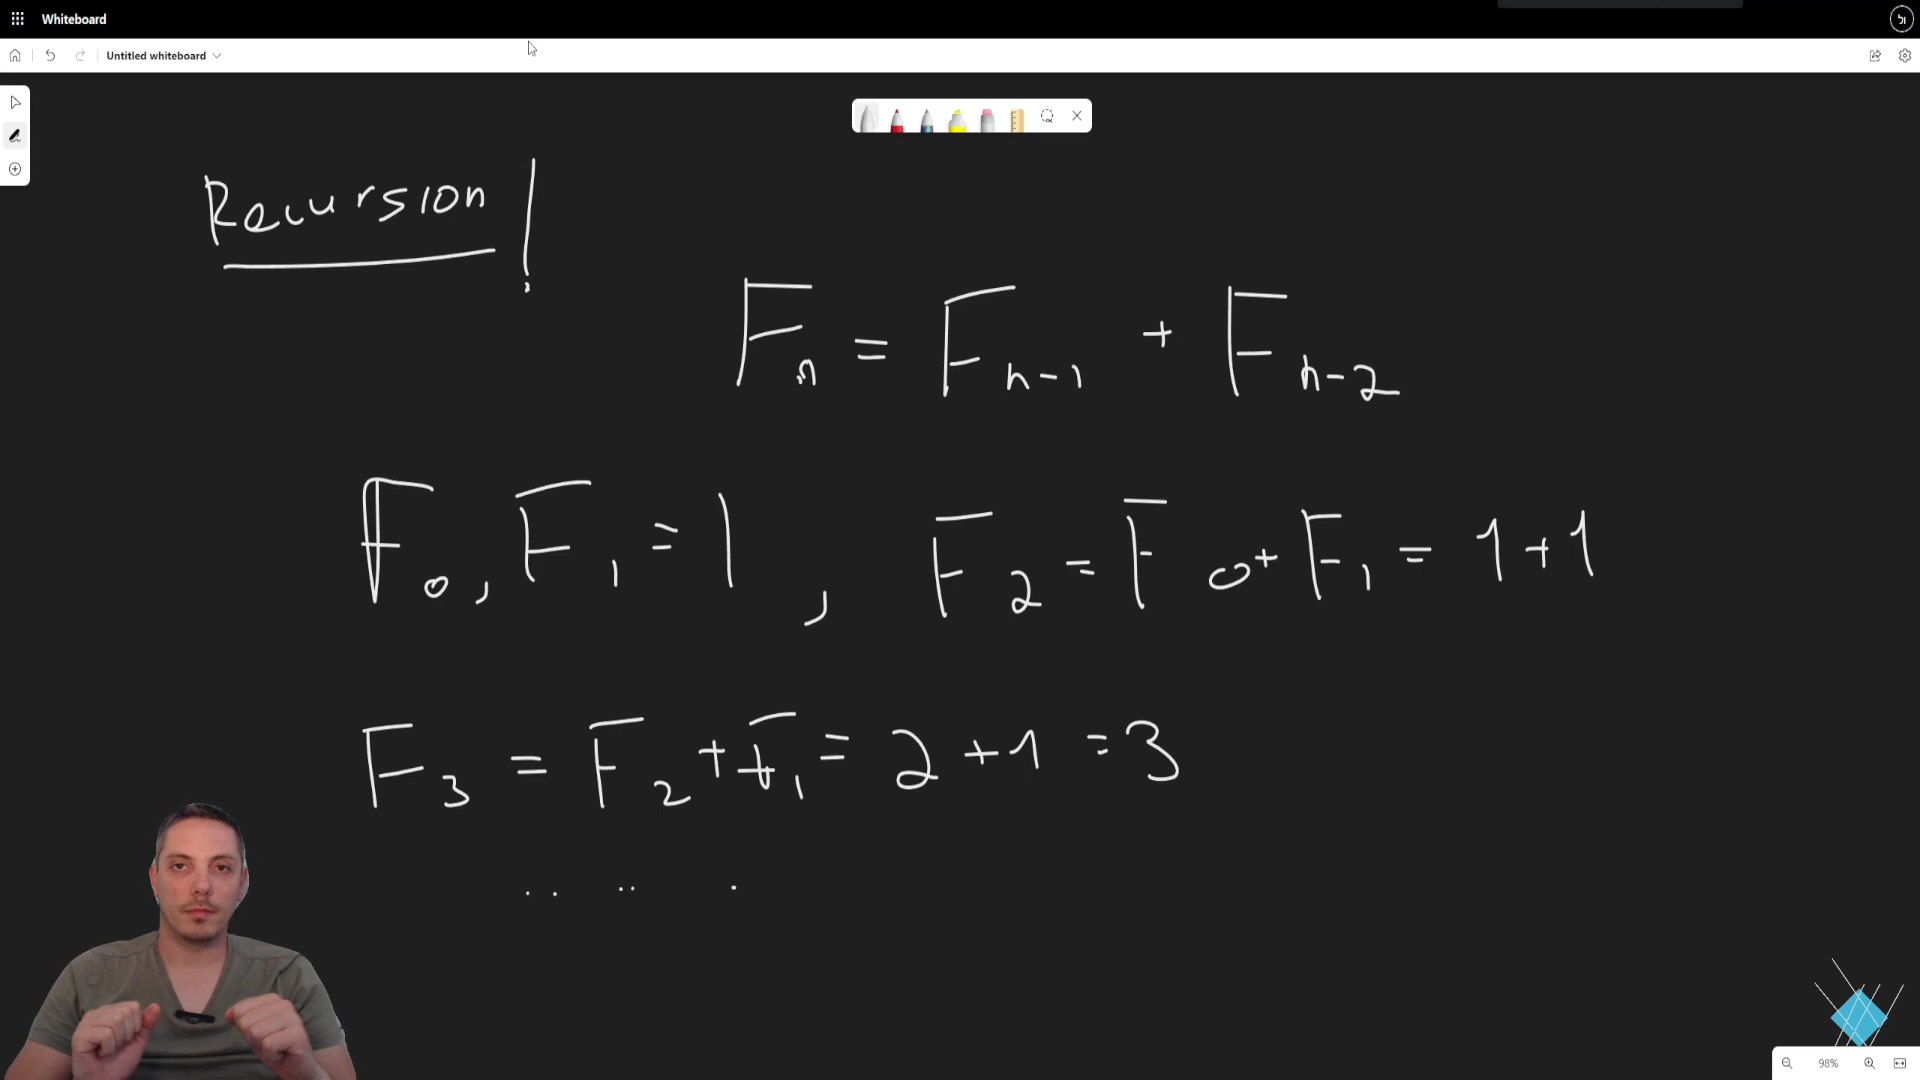 Whiteboard
Untitled whiteboard
Recursion!
Fₙ = Fₙ₋₁ + Fₙ₋₂
F₀, F₁ = 1, F₂ = F₀ + F₁ = 1 + 1
F₃ = F₂ + F₁ = 2 + 1 = 3
.. .. .
98%